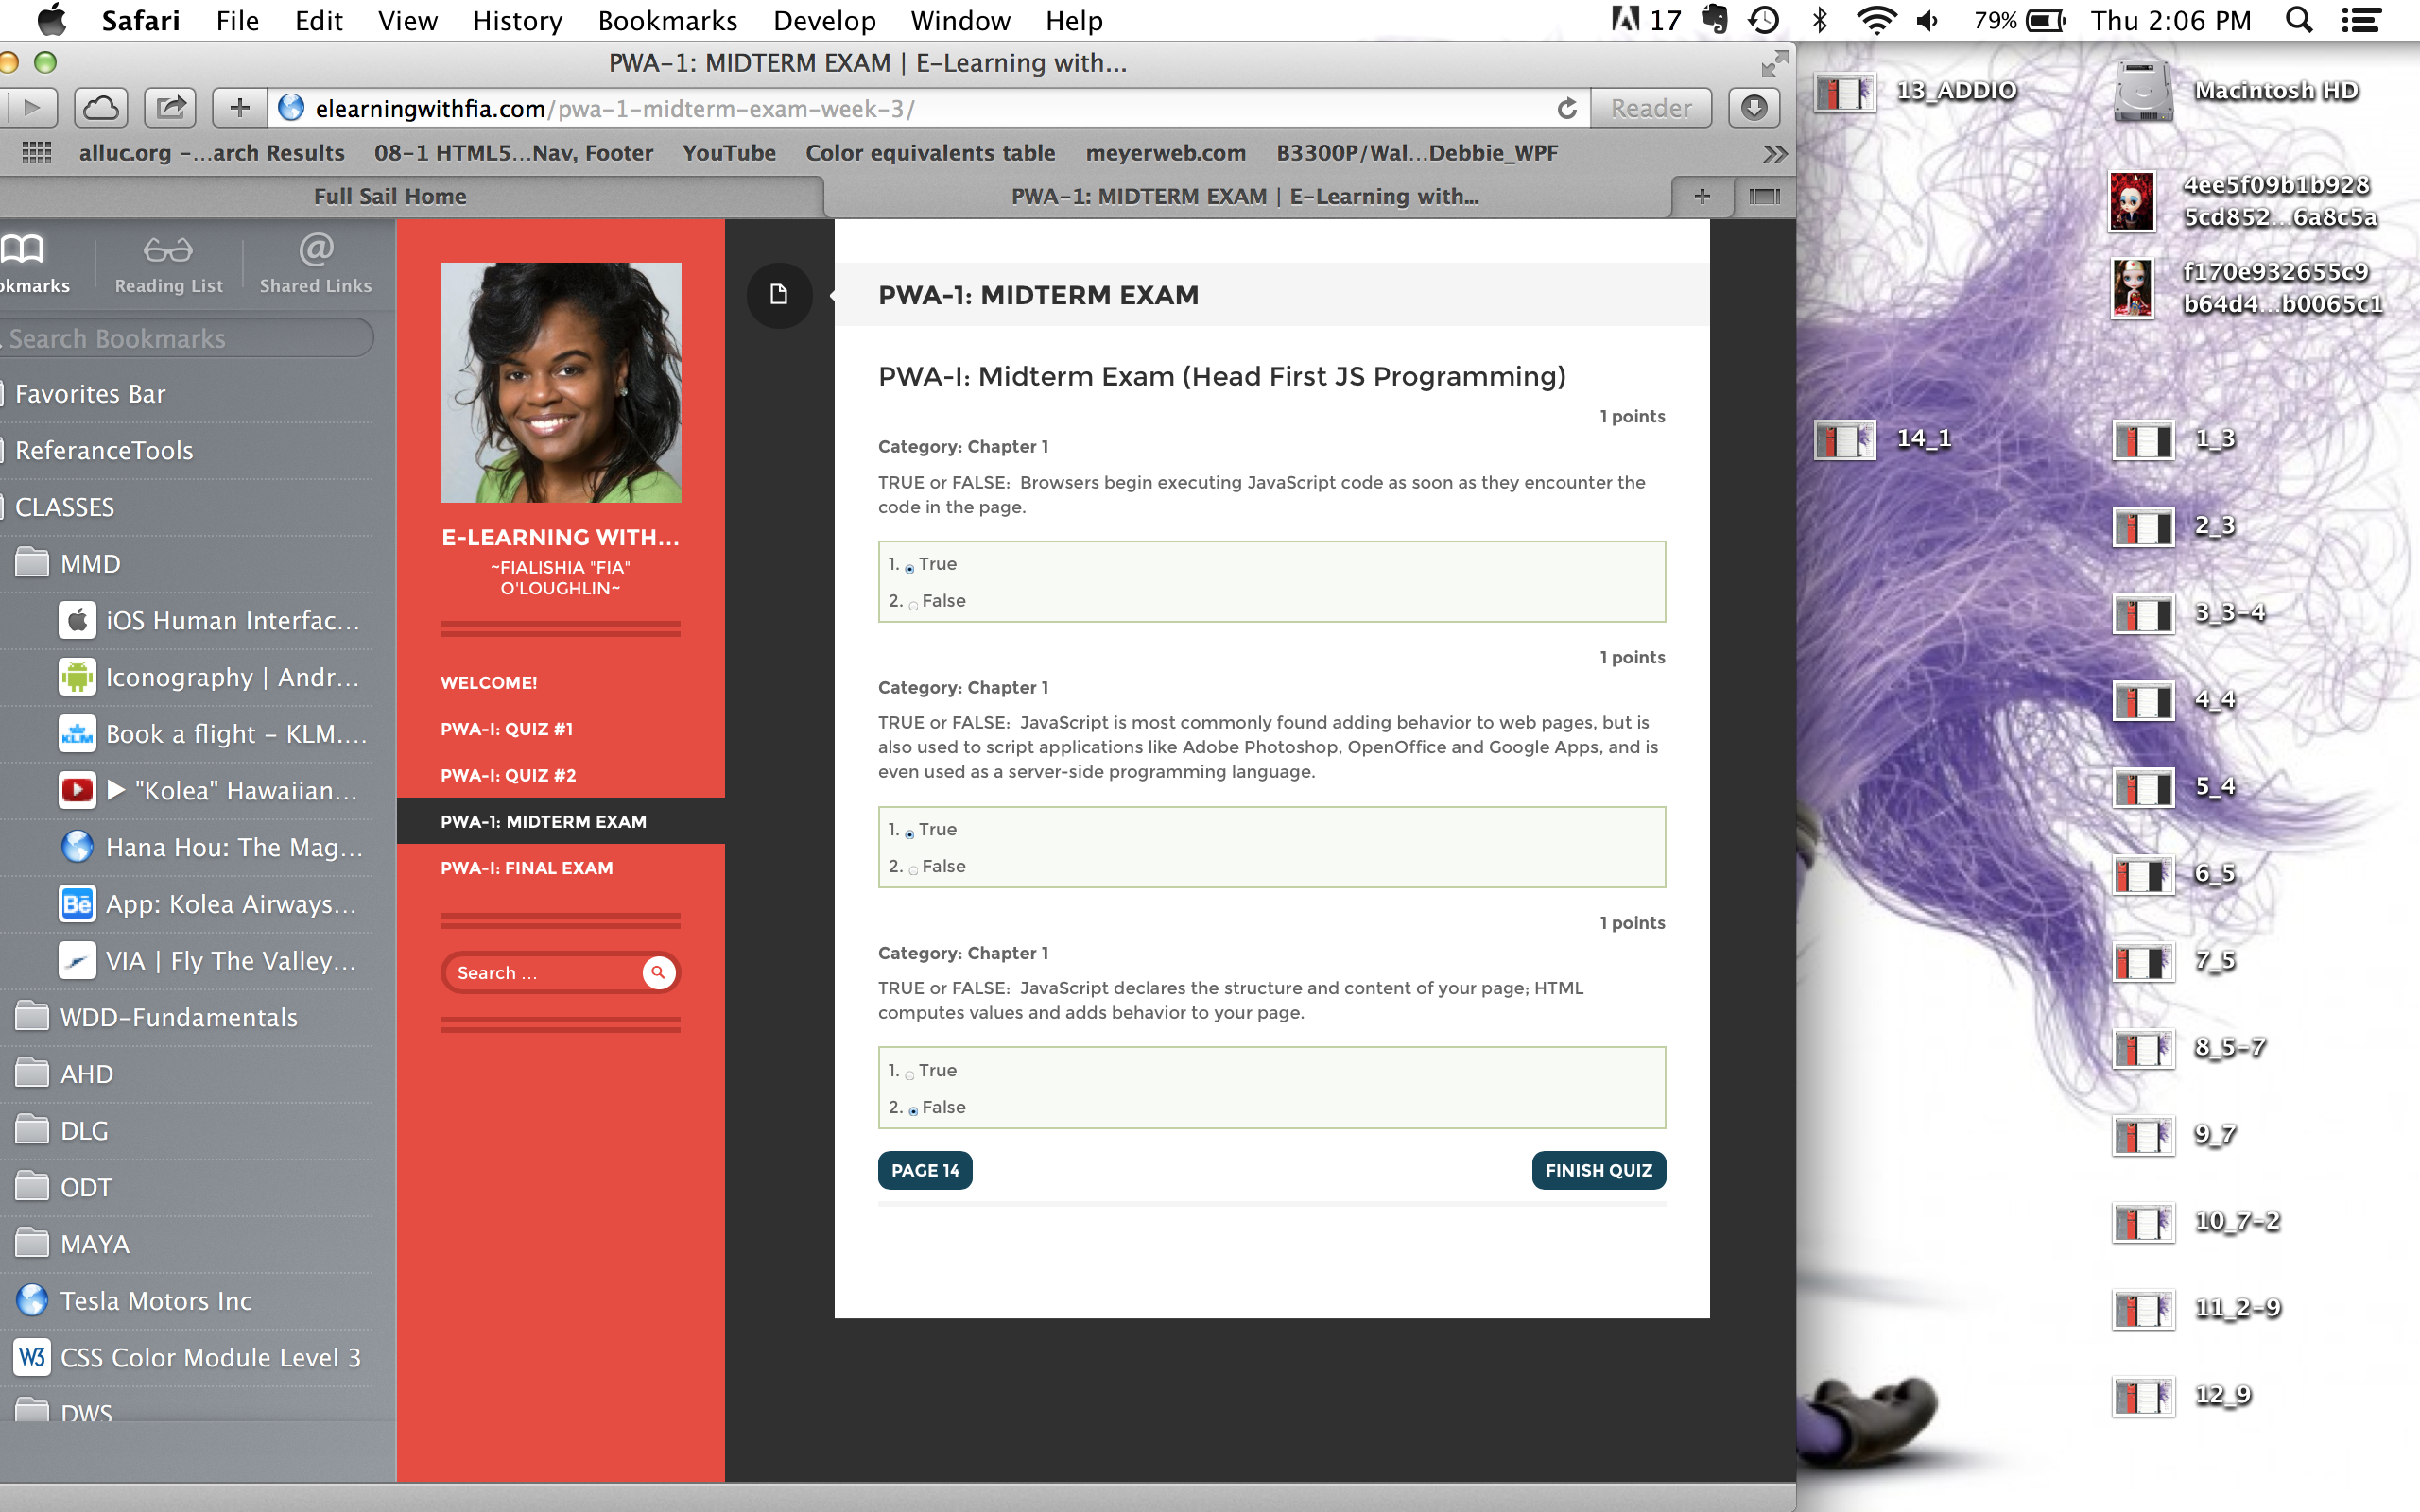 Safari File Edit View History Bookmarks Develop Window Help 17 79% Thu 2:06 PM
PWA-1: MIDTERM EXAM | E-Learning with...
elearningwithfia.com/pwa-1-midterm-exam-week-3/
Reader
alluc.org -...arch Results 08-1 HTML5...Nav, Footer YouTube Color equivalents table meyerweb.com B3300P/Wal...Debbie_WPF
Full Sail Home
PWA-1: MIDTERM EXAM | E-Learning with...
okmarks
Reading List
@
Shared Links
Search Bookmarks
Favorites Bar
ReferanceTools
CLASSES
MMD
iOS Human Interfac...
Iconography | Andr...
KLM
Book a flight - KLM....
▶ "Kolea" Hawaiian...
Hana Hou: The Mag...
Bē
App: Kolea Airways...
VIA | Fly The Valley...
WDD-Fundamentals
AHD
DLG
ODT
MAYA
Tesla Motors Inc
W3
CSS Color Module Level 3
DWS
E-LEARNING WITH...
~FIALISHIA "FIA"
O'LOUGHLIN~
WELCOME!
PWA-I: QUIZ #1
PWA-I: QUIZ #2
PWA-1: MIDTERM EXAM
PWA-I: FINAL EXAM
Search ...
PWA-1: MIDTERM EXAM
PWA-I: Midterm Exam (Head First JS Programming)
1 points
Category: Chapter 1
TRUE or FALSE: Browsers begin executing JavaScript code as soon as they encounter the
code in the page.
1. True
2. False
1 points
Category: Chapter 1
TRUE or FALSE: JavaScript is most commonly found adding behavior to web pages, but is
also used to script applications like Adobe Photoshop, OpenOffice and Google Apps, and is
even used as a server-side programming language.
1. True
2. False
1 points
Category: Chapter 1
TRUE or FALSE: JavaScript declares the structure and content of your page; HTML
computes values and adds behavior to your page.
1. True
2. False
PAGE 14
FINISH QUIZ
13_ADDIO
14_1
Macintosh HD
4ee5f09b1b928
5cd852...6a8c5a
f170e932655c9
b64d4...b0065c1
1_3
2_3
3_3-4
4_4
5_4
6_5
7_5
8_5-7
9_7
10_7-2
11_2-9
12_9